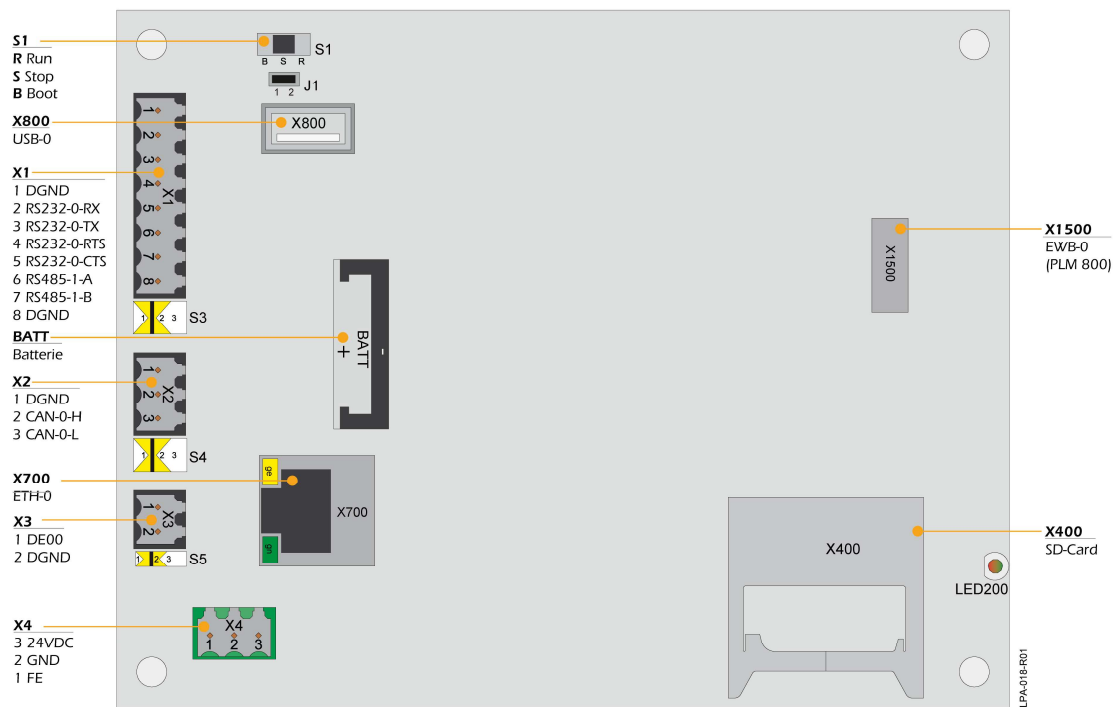 S1
R Run
S Stop
B Boot
X800
USB-0
X1
1 DGND
2 RS232-0-RX
3 RS232-0-TX
4 RS232-0-RTS
5 RS232-0-CTS
6 RS485-1-A
7 RS485-1-B
8 DGND
BATT
Batterie
X2
1 DGND
2 CAN-0-H
3 CAN-0-L
X700
ETH-0
X3
1 DE00
2 DGND
X4
3 24VDC
2 GND
1 FE
S1
B S R
J1
1 2
X800
1
2
3
4
5
6
7
8
X1
1 2 3
S3
BATT
+
-
1
2
3
X2
1 2 3
S4
ge
gn
X700
1
2
X3
1 2 3
S5
X4
1 2 3
X1500
X1500
EWB-0
(PLM 800)
X400
X400
SD-Card
LED200
LPA-018-R01